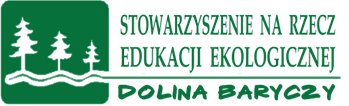 STOWARZYSZENIE NA RZECZ
EDUKACJI EKOLOGICZNEJ
DOLINA BARYCZY